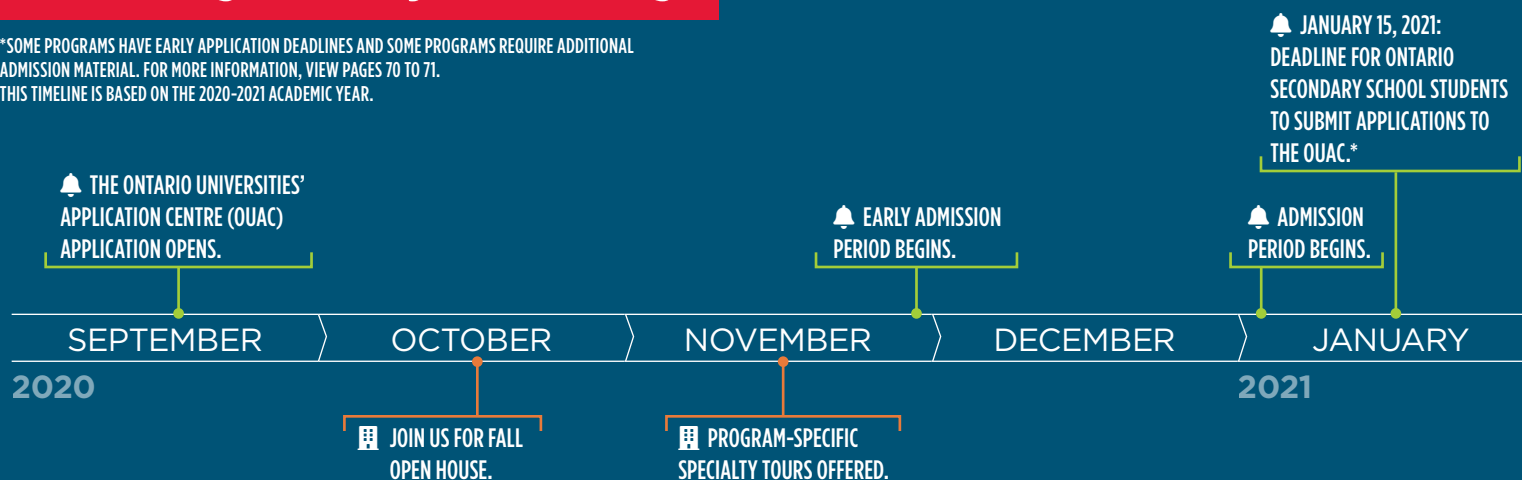 *SOME PROGRAMS HAVE EARLY APPLICATION DEADLINES AND SOME PROGRAMS REQUIRE ADDITIONAL
ADMISSION MATERIAL. FOR MORE INFORMATION, VIEW PAGES 70 TO 71.
THIS TIMELINE IS BASED ON THE 2020-2021 ACADEMIC YEAR.
JANUARY 15, 2021:
DEADLINE FOR ONTARIO
SECONDARY SCHOOL STUDENTS
TO SUBMIT APPLICATIONS TO
THE OUAC.*
THE ONTARIO UNIVERSITIES’
APPLICATION CENTRE (OUAC)
APPLICATION OPENS.
EARLY ADMISSION
PERIOD BEGINS.
ADMISSION
PERIOD BEGINS.
SEPTEMBER
OCTOBER
NOVEMBER
DECEMBER
JANUARY
2020
2021
JOIN US FOR FALL
OPEN HOUSE.
PROGRAM-SPECIFIC
SPECIALTY TOURS OFFERED.